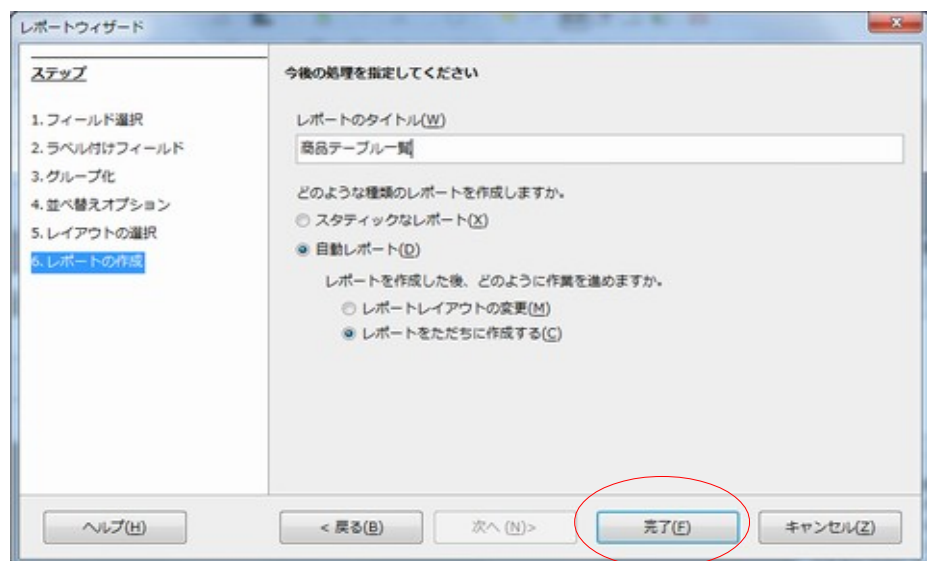 レポートウィザード
ステップ
1.フィールド選択
2.ラベル付けフィールド
3.グループ化
4.並べ替えオプション
5.レイアウトの選択
6.レポートの作成
今後の処理を指定してください
レポートのタイトル(W)
商品テーブル一覧
どのような種類のレポートを作成しますか。
スタティックなレポート(X)
自動レポート(D)
レポートを作成した後、どのように作業を進めますか。
レポートレイアウトの変更(M)
レポートをただちに作成する(C)
ヘルプ(H)
< 戻る(B)
次へ (N)>
完了(F)
キャンセル(Z)